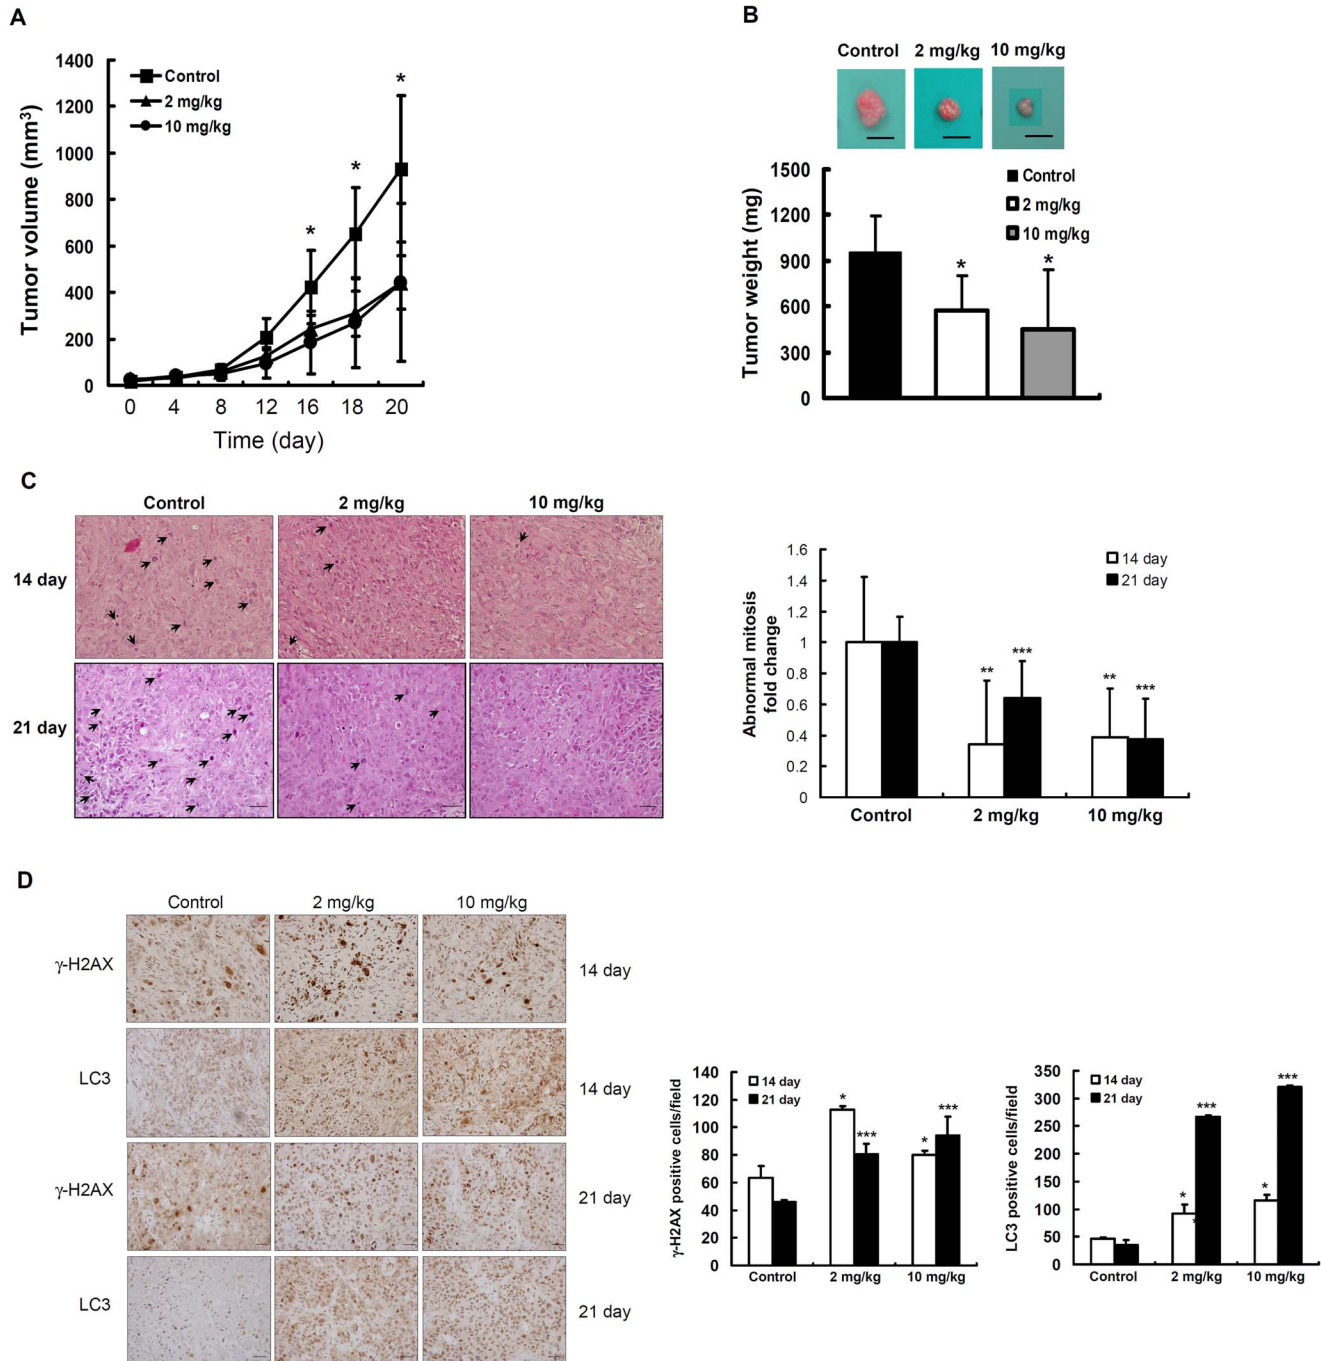 A
1400
1200
1000
800
600
400
200
0
Tumor volume (mm³)
Control
2 mg/kg
10 mg/kg
*
*
*
0 4 8 12 16 18 20
Time (day)
B
Control 2 mg/kg 10 mg/kg
1500
1200
900
600
300
0
Tumor weight (mg)
Control
2 mg/kg
10 mg/kg
* *
C
Control 2 mg/kg 10 mg/kg
14 day
21 day
1.6
1.4
1.2
1
0.8
0.6
0.4
0.2
0
Abnormal mitosis
fold change
14 day
21 day
** *** ** ***
Control 2 mg/kg 10 mg/kg
D
Control 2 mg/kg 10 mg/kg
γ-H2AX 14 day
LC3 14 day
γ-H2AX 21 day
LC3 21 day
140
120
100
80
60
40
20
0
γ-H2AX positive cells/field
14 day
21 day
* *** * ***
Control 2 mg/kg 10 mg/kg
350
300
250
200
150
100
50
0
LC3 positive cells/field
14 day
21 day
* * *** * ***
Control 2 mg/kg 10 mg/kg